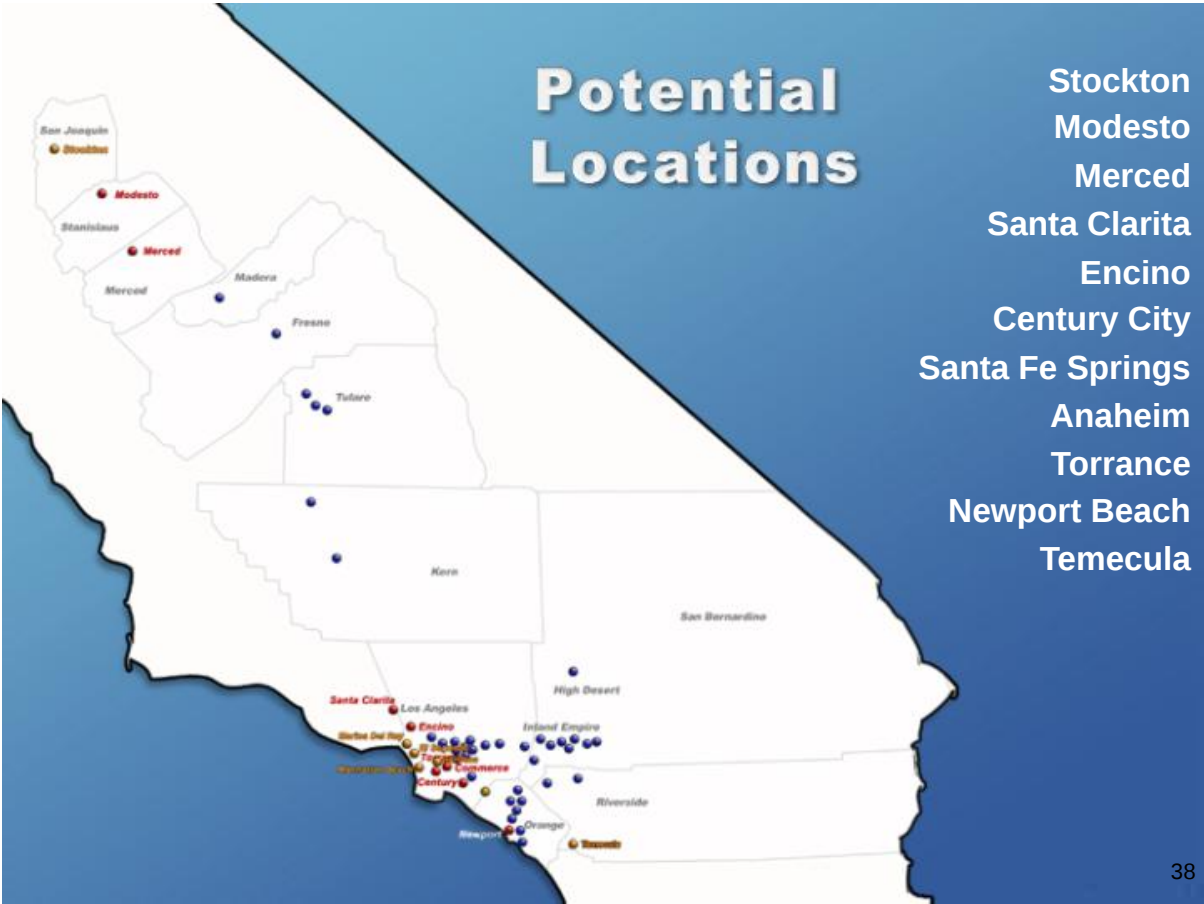 Potential
Locations
Stockton
Modesto
Merced
Santa Clarita
Encino
Century City
Santa Fe Springs
Anaheim
Torrance
Newport Beach
Temecula
San Joaquin
Stockton
Modesto
Stanislaus
Merced
Merced
Madera
Fresno
Tulare
Kern
San Bernardino
High Desert
Santa Clarita
Los Angeles
Encino
Inland Empire
Marina Del Rey
Commerce
Century
Riverside
Orange
Newport
Temecula
38